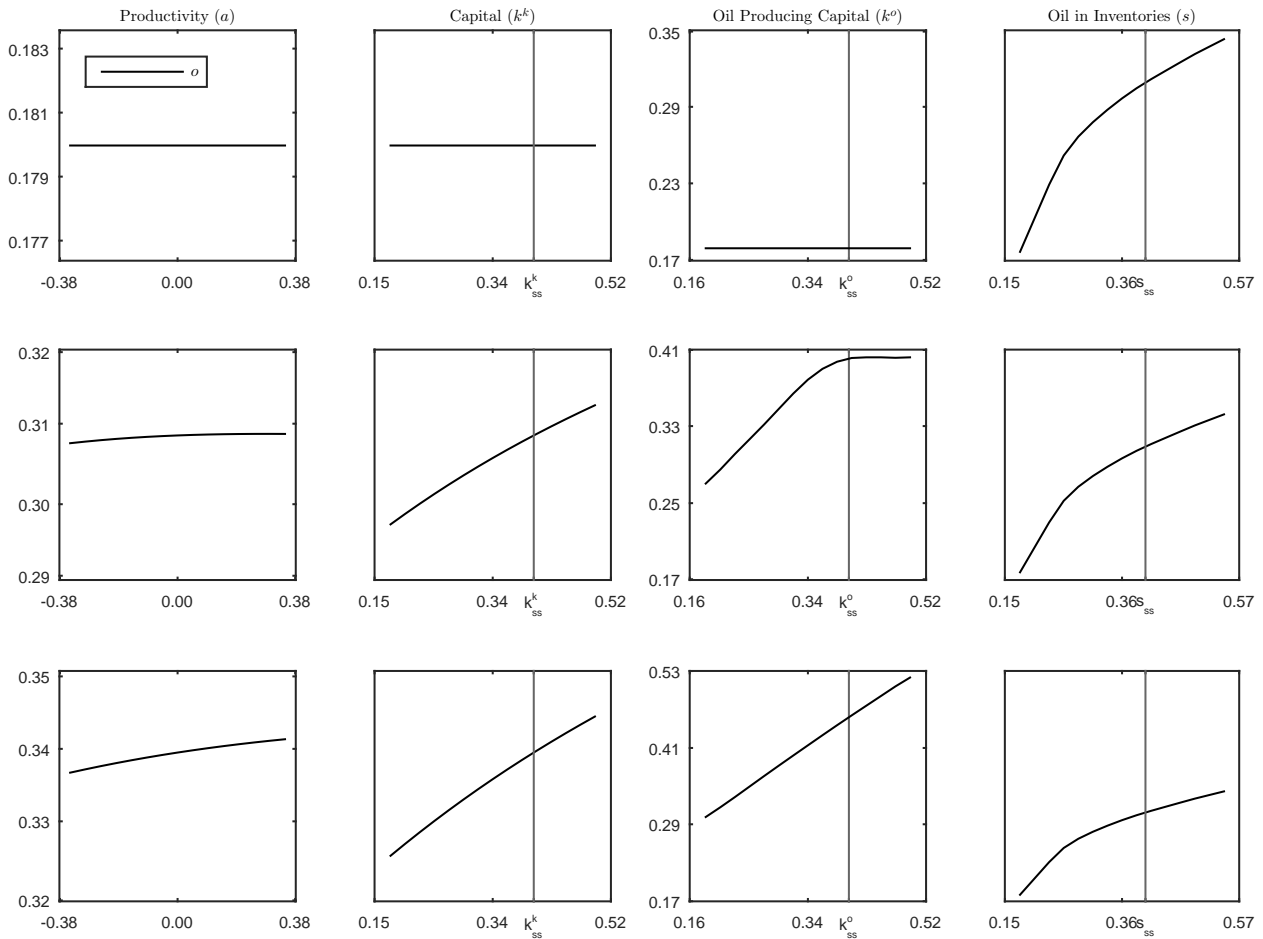 Productivity (a) Capital (k^k) Oil Producing Capital (k^o) Oil in Inventories (s)
0.183 0.35
o
0.181 0.29
0.179 0.23
0.177 0.17
-0.38 0.00 0.38 0.15 0.34 k^k_ss 0.52 0.16 0.34 k^o_ss 0.52 0.15 0.36 s_ss 0.57
0.32 0.41
0.31 0.33
0.30 0.25
0.29 0.17
-0.38 0.00 0.38 0.15 0.34 k^k_ss 0.52 0.16 0.34 k^o_ss 0.52 0.15 0.36 s_ss 0.57
0.35 0.53
0.34 0.41
0.33 0.29
0.32 0.17
-0.38 0.00 0.38 0.15 0.34 k^k_ss 0.52 0.16 0.34 k^o_ss 0.52 0.15 0.36 s_ss 0.57